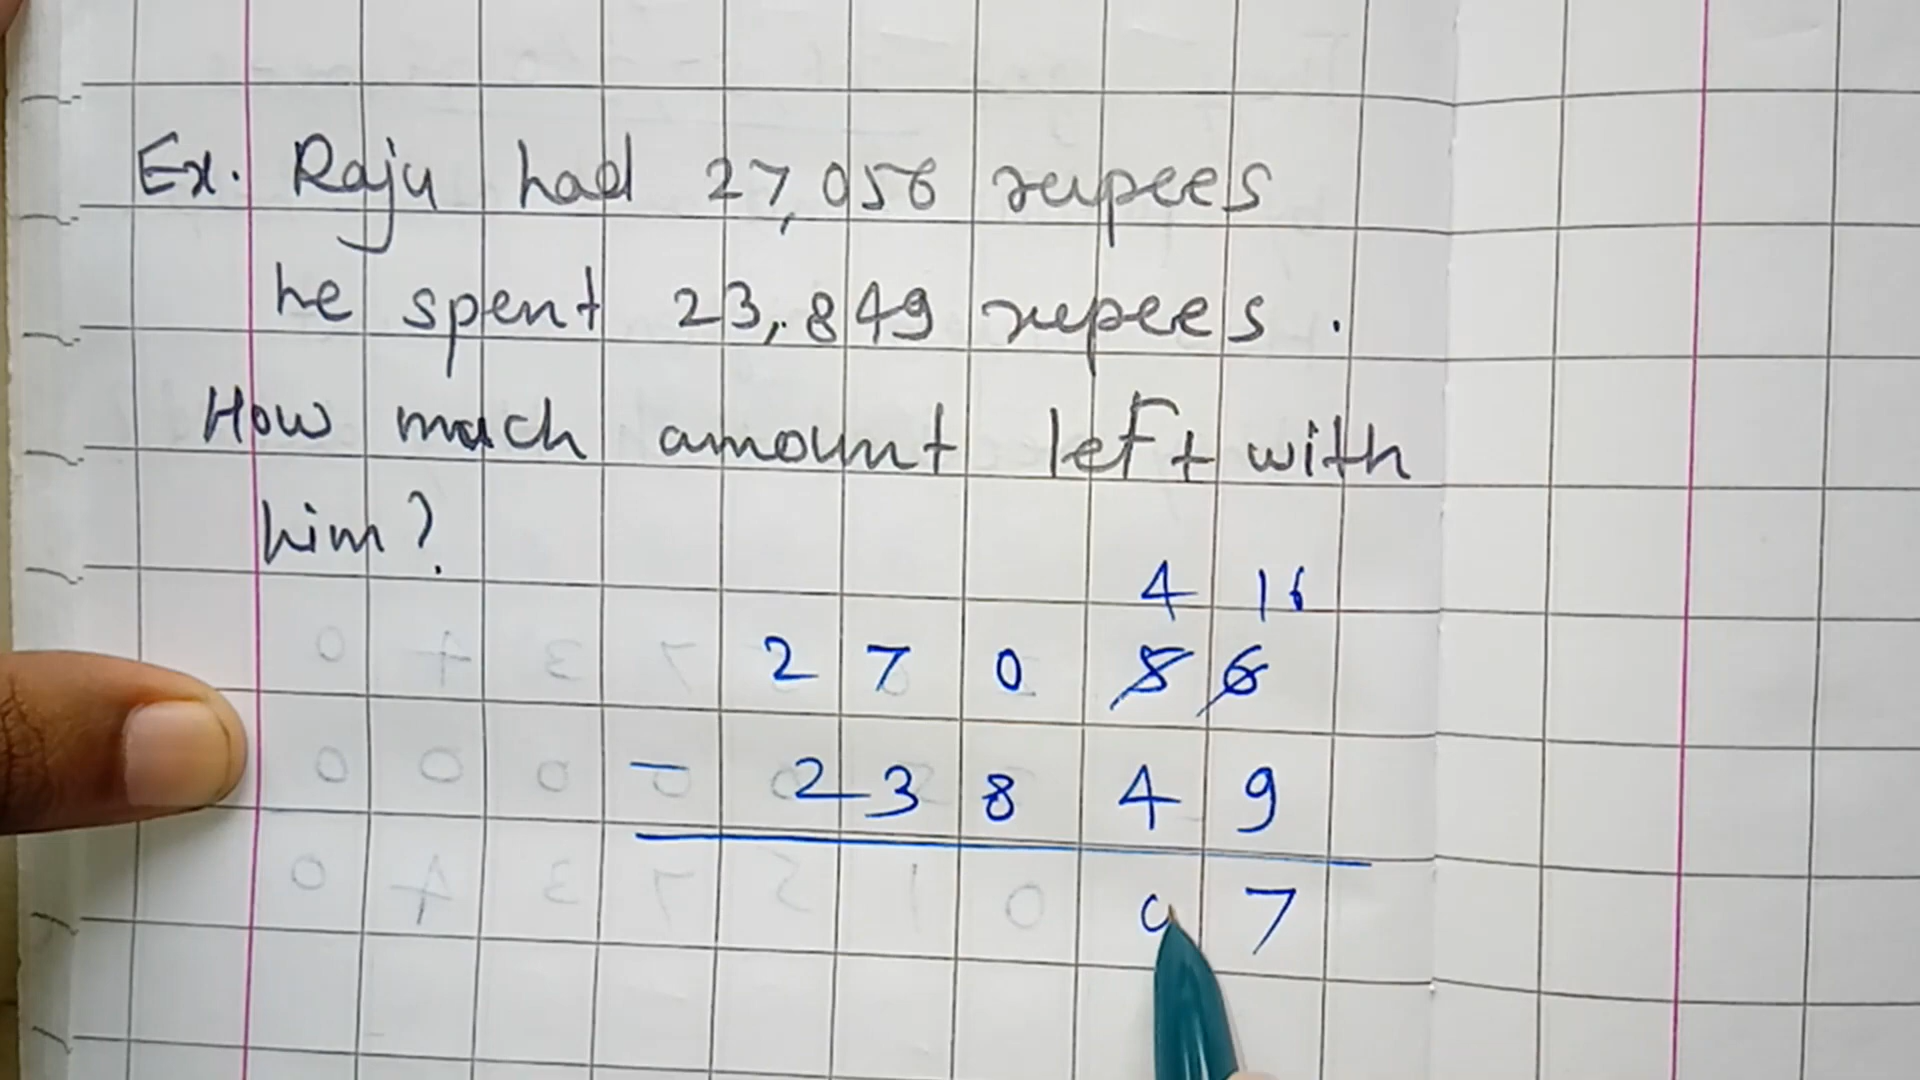 Ex. Raju had 27,056 rupees
he spent 23,849 rupees.
How much amount left with
him?
4 16
2 7 0 5 6
- 2 3 8 4 9
0 7